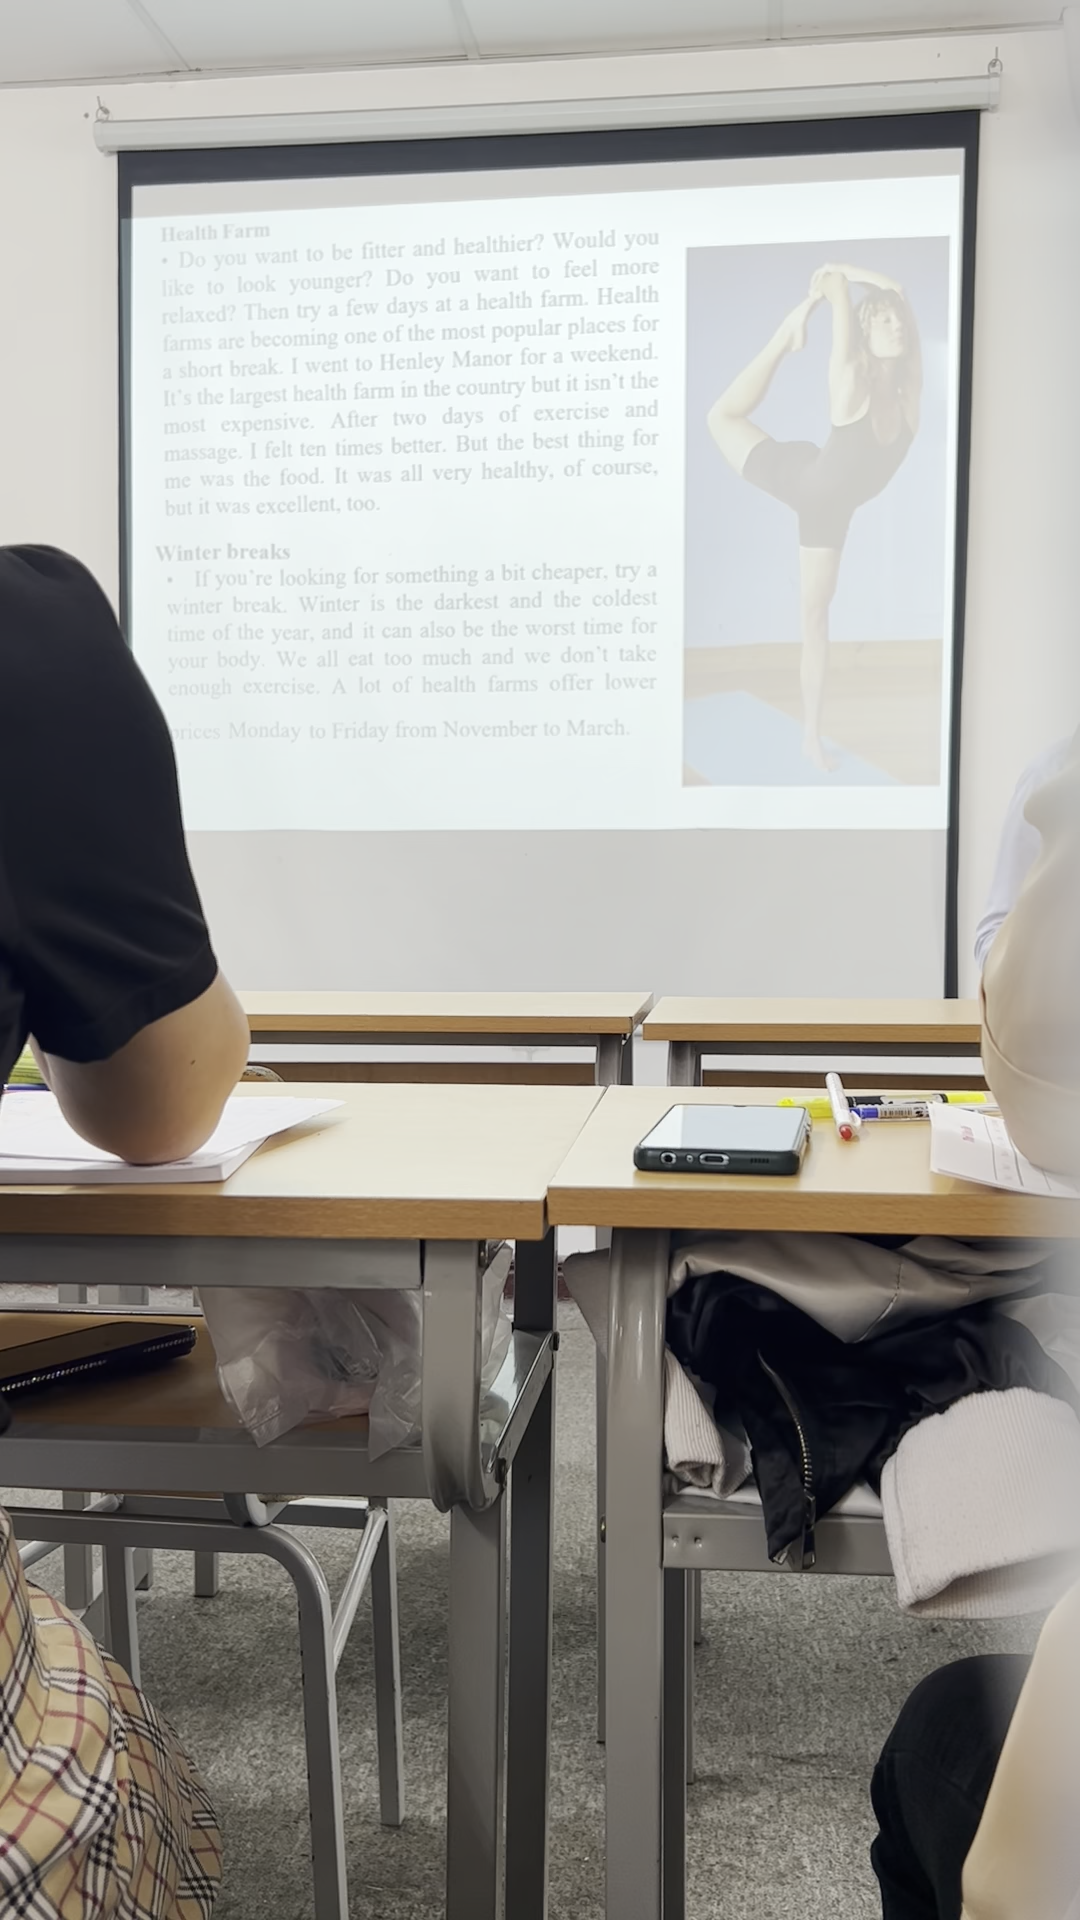 Health Farm
• Do you want to be fitter and healthier? Would you
like to look younger? Do you want to feel more
relaxed? Then try a few days at a health farm. Health
farms are becoming one of the most popular places for
a short break. I went to Henley Manor for a weekend.
It's the largest health farm in the country but it isn't the
most expensive. After two days of exercise and
massage. I felt ten times better. But the best thing for
me was the food. It was all very healthy, of course,
but it was excellent, too.
Winter breaks
• If you're looking for something a bit cheaper, try a
winter break. Winter is the darkest and the coldest
time of the year, and it can also be the worst time for
your body. We all eat too much and we don't take
enough exercise. A lot of health farms offer lower
prices Monday to Friday from November to March.